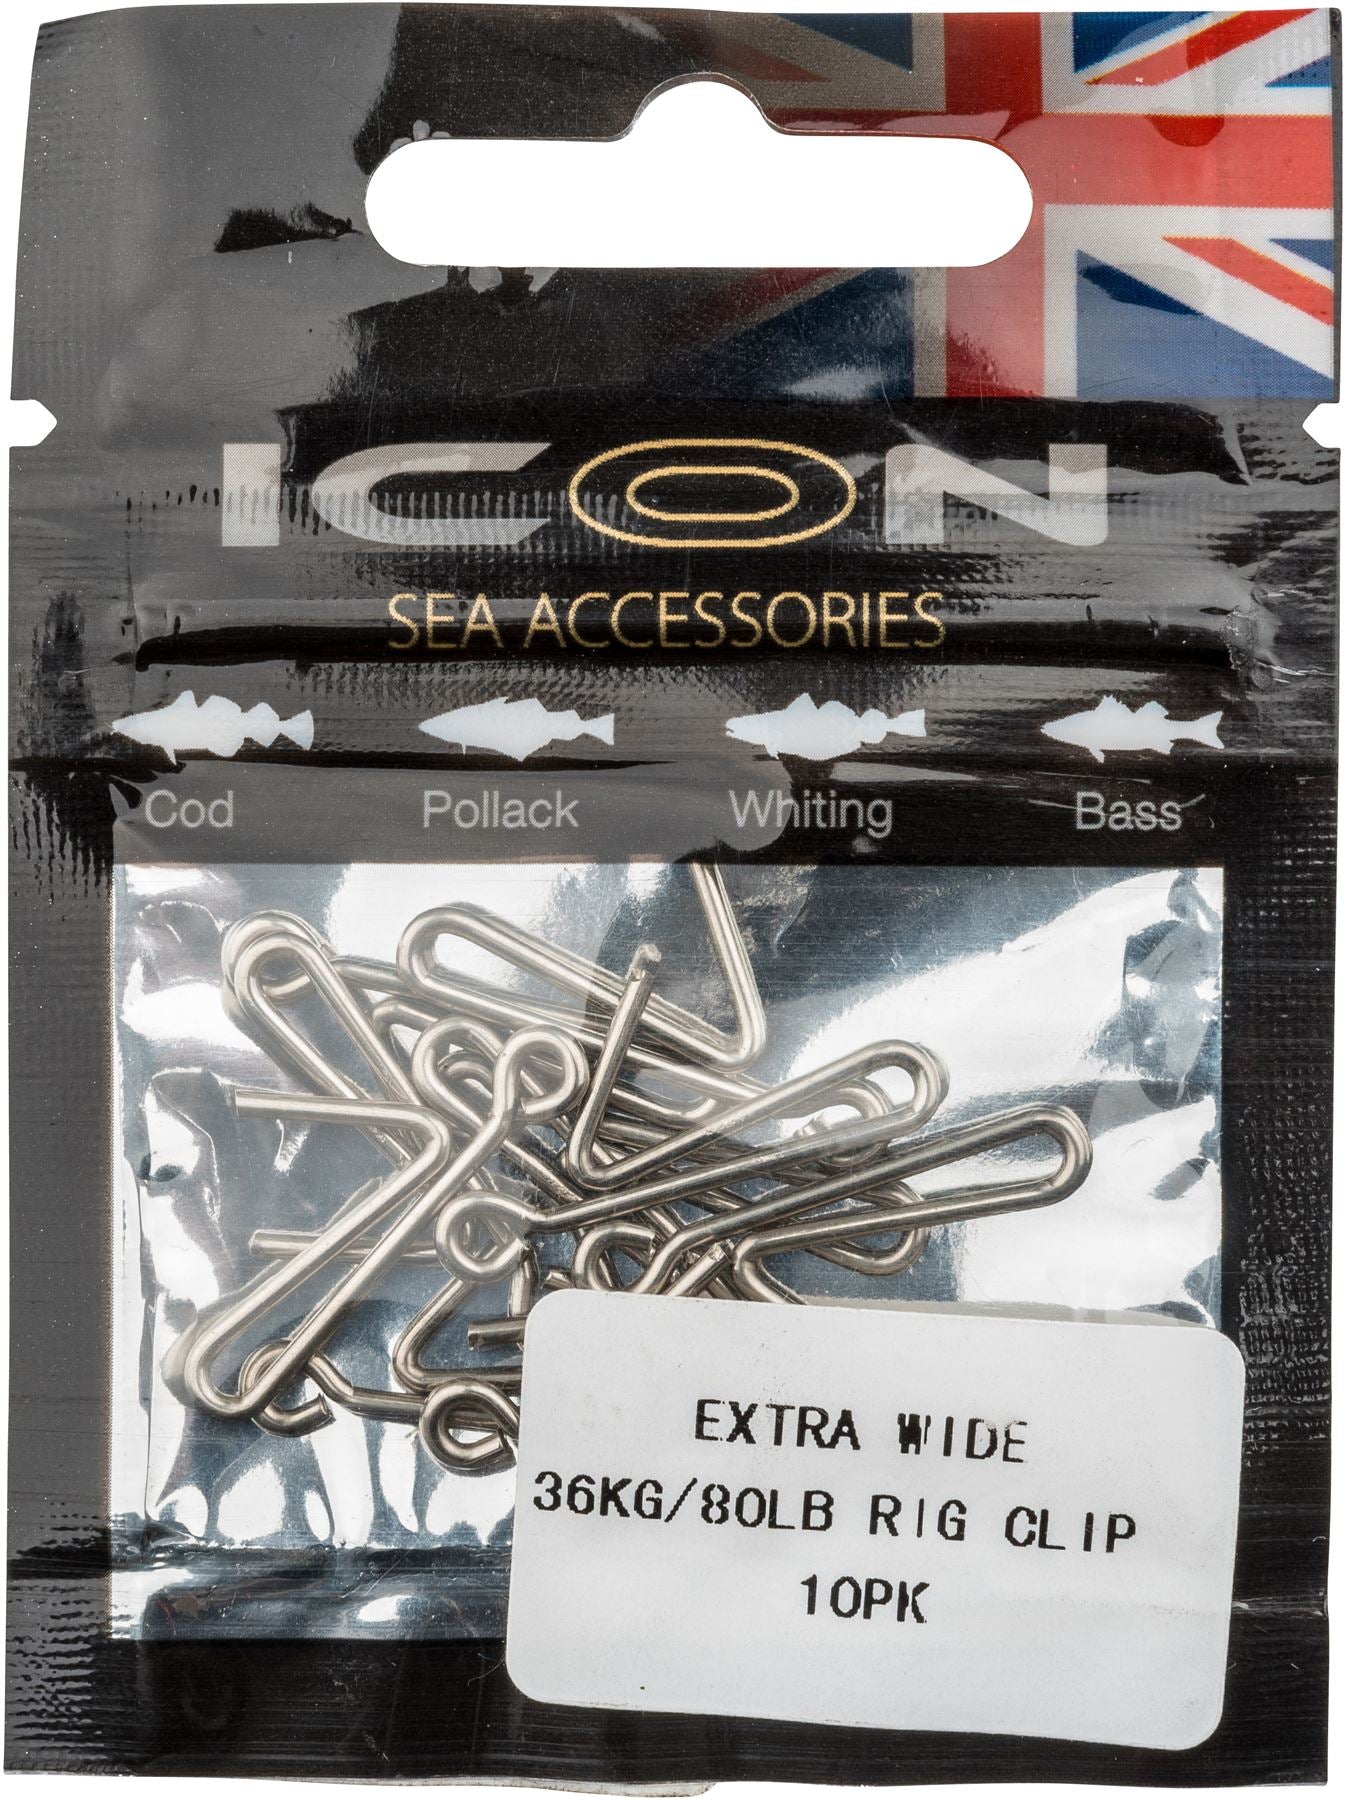 ICON
SEA ACCESSORIES
Cod Pollack Whiting Bass
EXTRA WIDE
36KG/80LB RIG CLIP
10PK